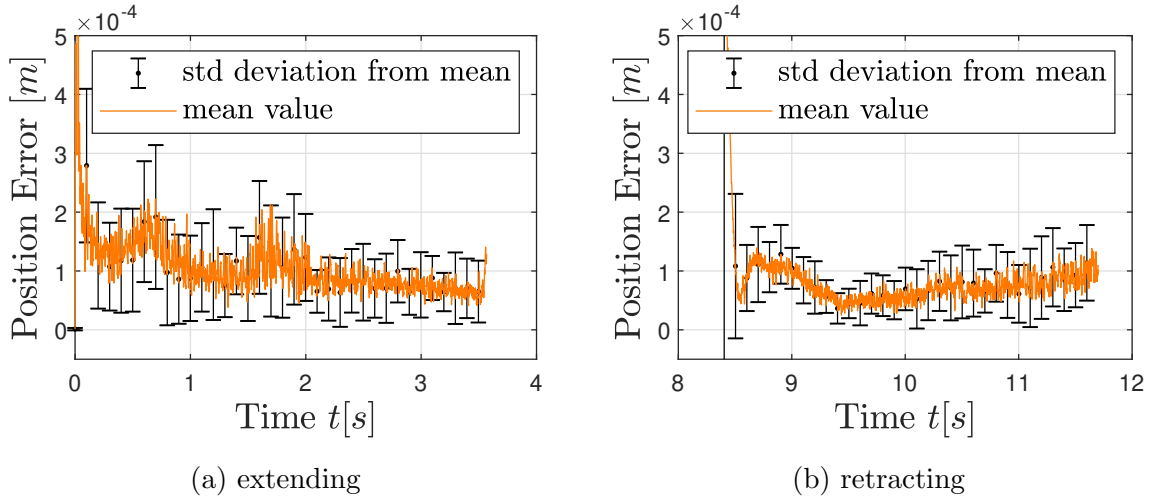 ×10⁻⁴
5
4
3
2
1
0
Position Error [m]
std deviation from mean
mean value
0
1
2
3
4
Time t[s]
(a) extending
×10⁻⁴
5
4
3
2
1
0
Position Error [m]
std deviation from mean
mean value
8
9
10
11
12
Time t[s]
(b) retracting